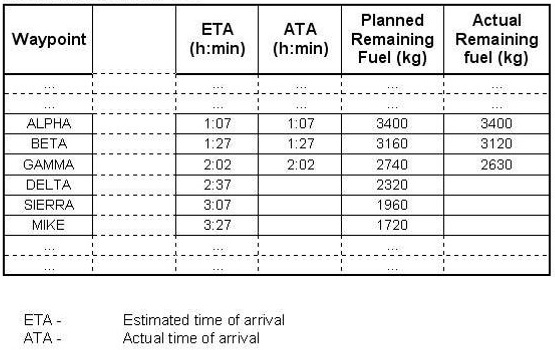 Waypoint ETA (h:min) ATA (h:min) Planned Remaining Fuel (kg) Actual Remaining fuel (kg)
... ... ... ... ...
... ... ... ... ...
ALPHA 1:07 1:07 3400 3400
BETA 1:27 1:27 3160 3120
GAMMA 2:02 2:02 2740 2630
DELTA 2:37 2320
SIERRA 3:07 1960
MIKE 3:27 1720
... ... ... ... ...
... ... ... ... ...
ETA - Estimated time of arrival
ATA - Actual time of arrival